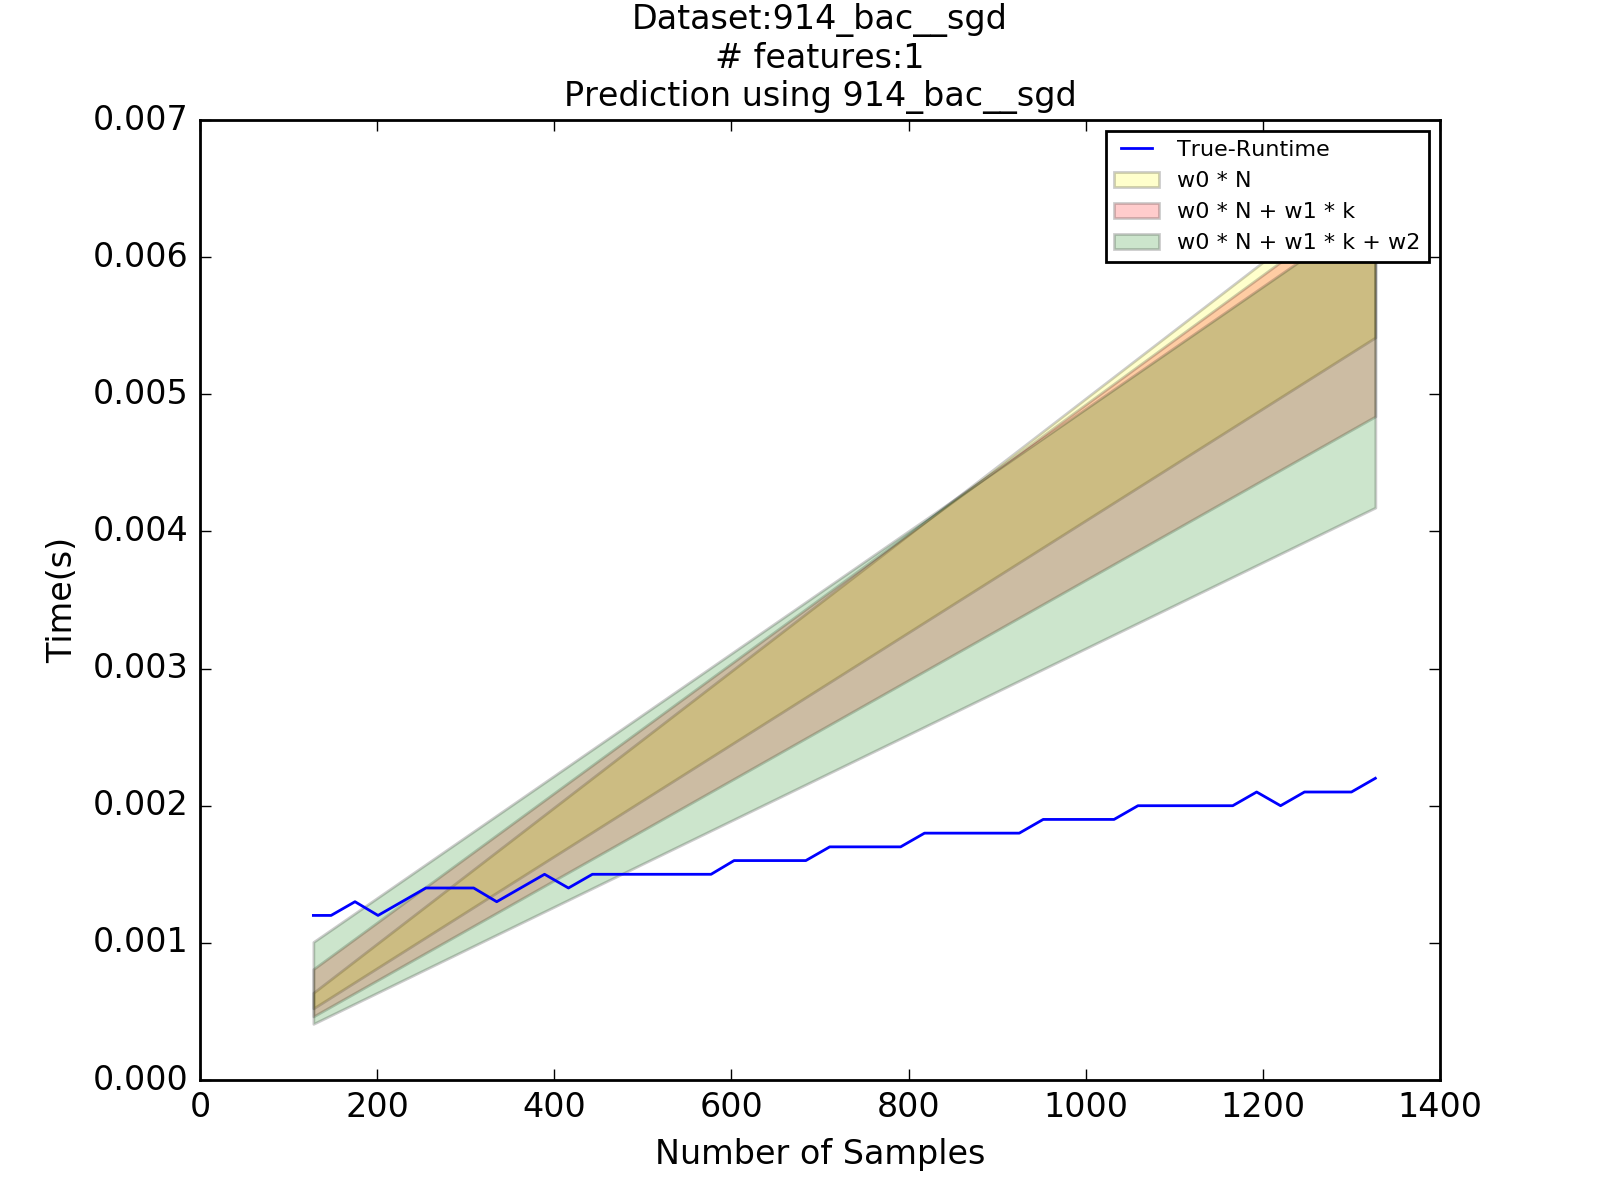 Dataset:914_bac__sgd
# features:1
Prediction using 914_bac__sgd
0.007
0.006
0.005
0.004
0.003
0.002
0.001
0.000
Time(s)
True-Runtime
w0 * N
w0 * N + w1 * k
w0 * N + w1 * k + w2
0 200 400 600 800 1000 1200 1400
Number of Samples